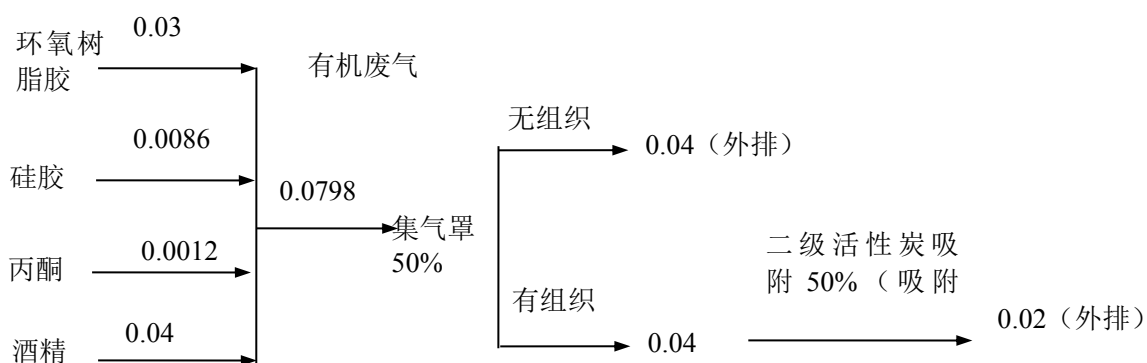 0.03
环氧树
脂胶
有机废气
0.0086
硅胶
无组织
0.04（外排）
0.0798
集气罩
50%
0.0012
丙酮
二级活性炭吸
附 50%（吸附
有组织
0.04
0.02（外排）
0.04
酒精